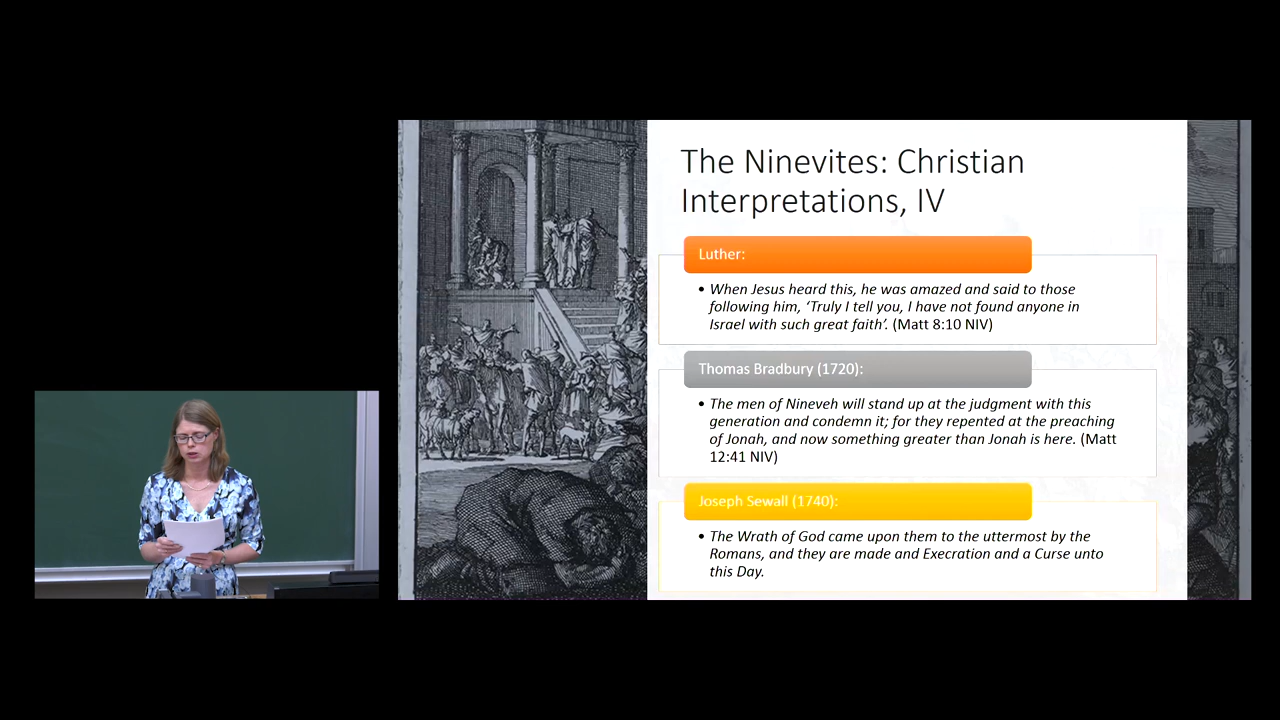 The Ninevites: Christian
Interpretations, IV
Luther:
• When Jesus heard this, he was amazed and said to those
following him, ‘Truly I tell you, I have not found anyone in
Israel with such great faith’. (Matt 8:10 NIV)
Thomas Bradbury (1720):
• The men of Nineveh will stand up at the judgment with this
generation and condemn it; for they repented at the preaching
of Jonah, and now something greater than Jonah is here. (Matt
12:41 NIV)
Joseph Sewall (1740):
• The Wrath of God came upon them to the uttermost by the
Romans, and they are made and Execration and a Curse unto
this Day.